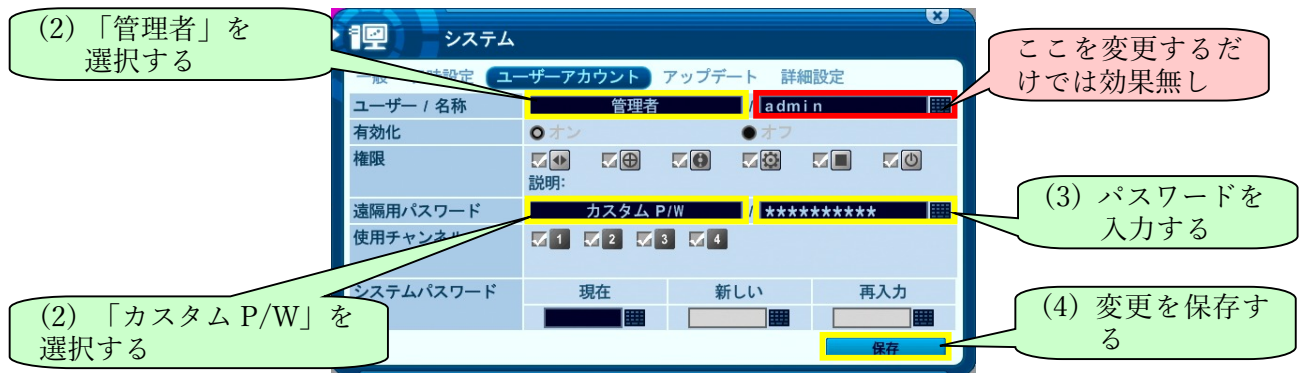 (2) 「管理者」を
選択する
システム
ここを変更するだ
けでは効果無し
一般 時設定 ユーザーアカウント アップデート 詳細設定
ユーザー / 名称 管理者 / admin
有効化 オン オフ
権限
説明:
(3) パスワードを
入力する
遠隔用パスワード カスタム P/W / **********
使用チャンネル 1 2 3 4
システムパスワード 現在 新しい 再入力
(2) 「カスタム P/W」を
選択する
(4) 変更を保存す
る
保存